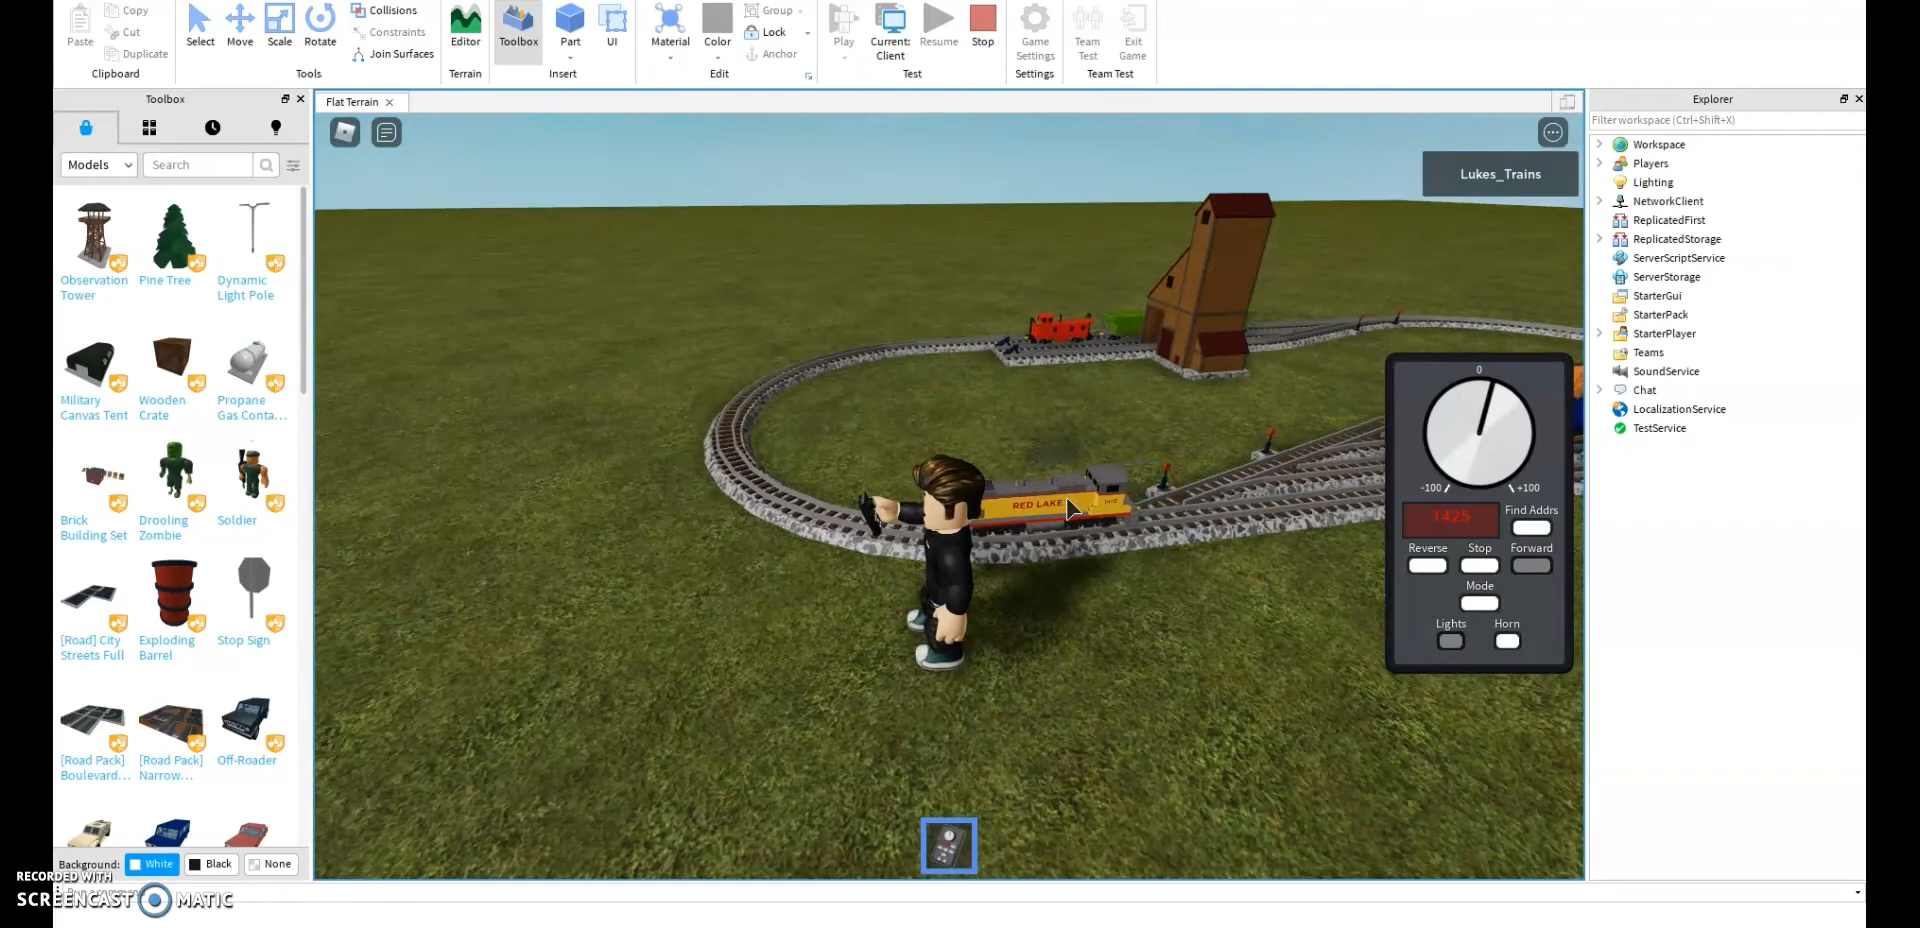 Paste
Copy
Cut
Duplicate
Clipboard
Select
Move
Scale
Rotate
Collisions
Constraints
Join Surfaces
Tools
Editor
Terrain
Toolbox
Part
UI
Insert
Material
Color
Group
Lock
Anchor
Edit
Play
Current:
Client
Resume
Stop
Test
Game
Settings
Settings
Team
Test
Exit
Game
Team Test
Toolbox
Models
Search
Observation
Tower
Pine Tree
Dynamic
Light Pole
Military
Canvas Tent
Wooden
Crate
Propane
Gas Conta...
Brick
Building Set
Drooling
Zombie
Soldier
[Road] City
Streets Full
Exploding
Barrel
Stop Sign
[Road Pack]
Boulevard...
[Road Pack]
Narrow...
Off-Roader
Background:
White
Black
None
RECORDED WITH
SCREENCAST MATIC
Flat Terrain
Lukes_Trains
RED LAKE
0
-100
+100
1425
Find Addrs
Reverse
Stop
Forward
Mode
Lights
Horn
Explorer
Filter workspace (Ctrl+Shift+X)
Workspace
Players
Lighting
NetworkClient
ReplicatedFirst
ReplicatedStorage
ServerScriptService
ServerStorage
StarterGui
StarterPack
StarterPlayer
Teams
SoundService
Chat
LocalizationService
TestService